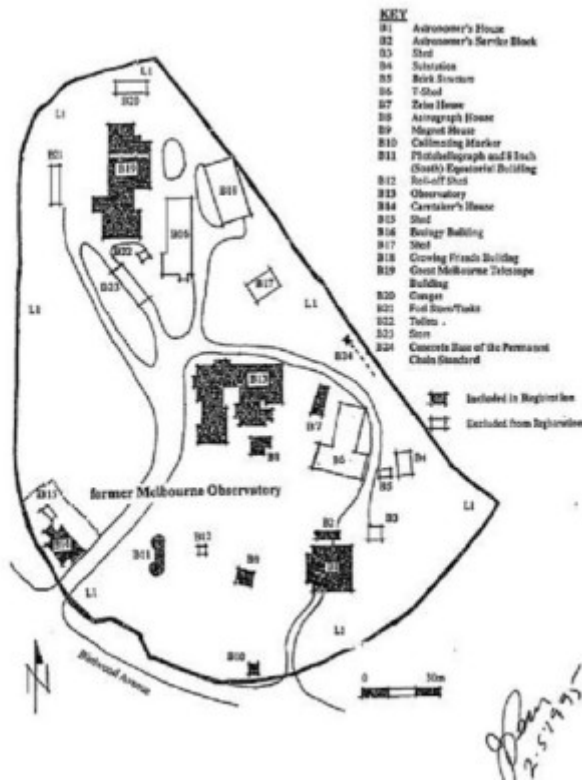 KEY
B1 Astronomer's House
B2 Astronomer's Service Block
B3 Shed
B4 Substation
B5 Brick Structure
B6 T-Shed
B7 Zeiss House
B8 Astrograph House
B9 Magnet House
B10 Collimating Marker
B11 Photoheliograph and 8 Inch
(South) Equatorial Building
B12 Roll-off Shed
B13 Observatory
B14 Caretaker's House
B15 Shed
B16 Ecology Building
B17 Shed
B18 Growing Friends Building
B19 Great Melbourne Telescope
Building
B20 Garages
B21 Fuel Store/Tanks
B22 Toilets
B23 Store
B24 Concrete Base of the Permanent
Chain Standard
Included in Registration
Excluded from Registration
L1
B20
L1
B21
B19
B18
B22
B23
B17
L1
L1
B24
B13
B7
B8
B6
B4
B5
B15
former Melbourne Observatory
L1
B3
B2
B12
B11
B9
B1
L1
L1
B10
Birdwood Avenue
N
0 50m